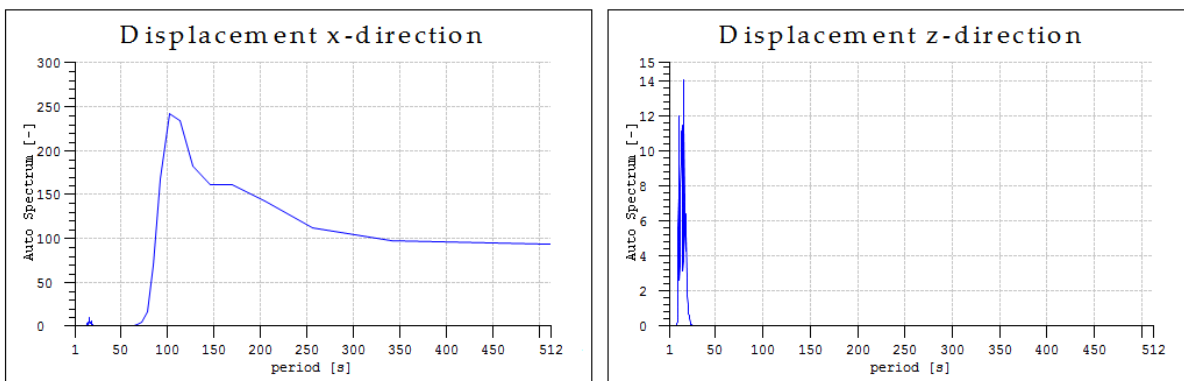 Displacement x-direction
300
250
200
150
100
50
0
Auto Spectrum [-]
1 50 100 150 200 250 300 350 400 450 512
period [s]
Displacement z-direction
15
14
12
10
8
6
4
2
0
Auto Spectrum [-]
1 50 100 150 200 250 300 350 400 450 512
period [s]